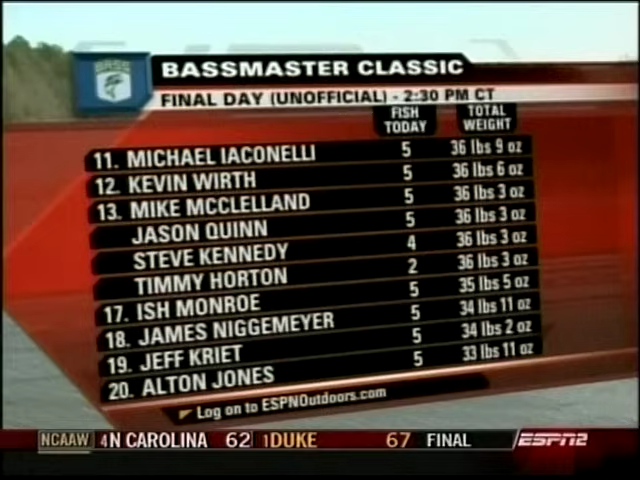 BASS
BASSMASTER CLASSIC
FINAL DAY (UNOFFICIAL) - 2:30 PM CT
FISH TODAY TOTAL WEIGHT
11. MICHAEL IACONELLI 5 36 lbs 9 oz
12. KEVIN WIRTH 5 36 lbs 6 oz
13. MIKE MCCLELLAND 5 36 lbs 3 oz
JASON QUINN 5 36 lbs 3 oz
STEVE KENNEDY 4 36 lbs 3 oz
TIMMY HORTON 2 36 lbs 3 oz
17. ISH MONROE 5 35 lbs 5 oz
18. JAMES NIGGEMEYER 5 34 lbs 11 oz
19. JEFF KRIET 5 34 lbs 2 oz
20. ALTON JONES 5 33 lbs 11 oz
Log on to ESPNOutdoors.com
NCAAW 4N CAROLINA 62 1DUKE 67 FINAL ESPN2